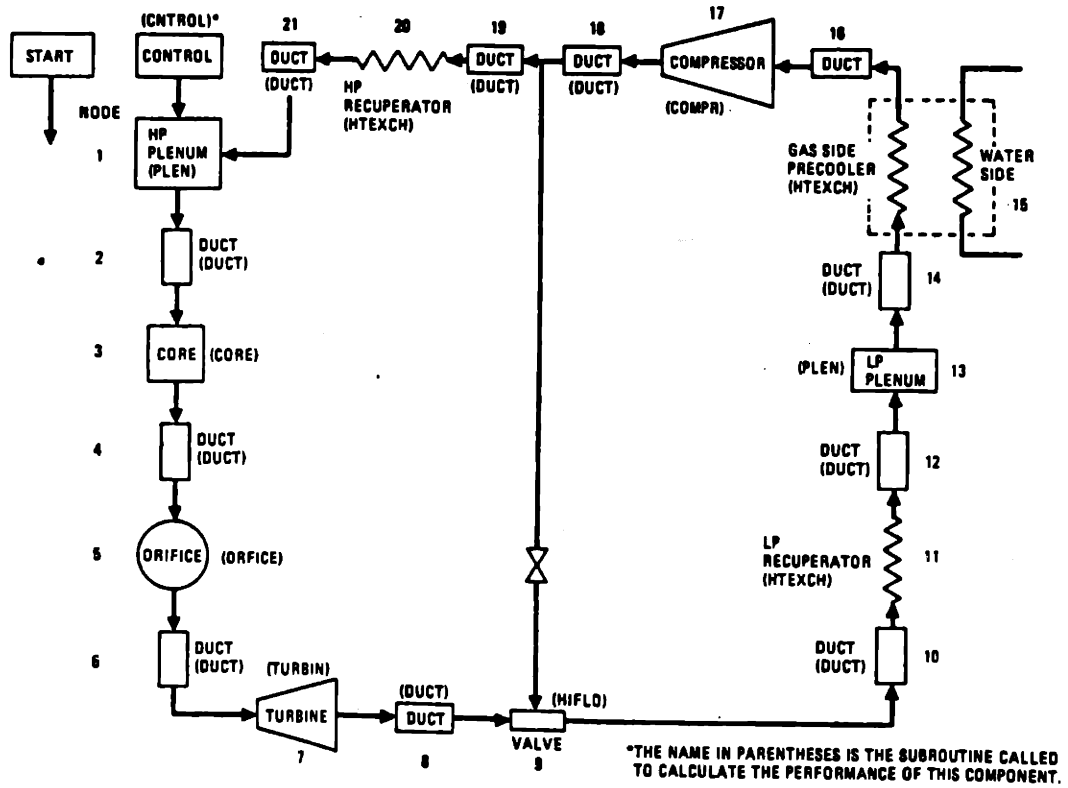 (CNTROL)*
START
CONTROL
NODE
1
HP
PLENUM
(PLEN)
2
DUCT
(DUCT)
3
CORE
(CORE)
4
DUCT
(DUCT)
5
ORIFICE
(ORFICE)
6
DUCT
(DUCT)
(TURBIN)
TURBINE
7
(DUCT)
DUCT
8
(HIFLO)
VALVE
9
DUCT
(DUCT)
10
LP
RECUPERATOR
(HTEXCH)
11
DUCT
(DUCT)
12
(PLEN)
LP
PLENUM
13
DUCT
(DUCT)
14
GAS SIDE
PRECOOLER
(HTEXCH)
WATER
SIDE
15
16
DUCT
17
COMPRESSOR
(COMPR)
18
DUCT
(DUCT)
19
DUCT
(DUCT)
20
HP
RECUPERATOR
(HTEXCH)
21
DUCT
(DUCT)
*THE NAME IN PARENTHESES IS THE SUBROUTINE CALLED
TO CALCULATE THE PERFORMANCE OF THIS COMPONENT.